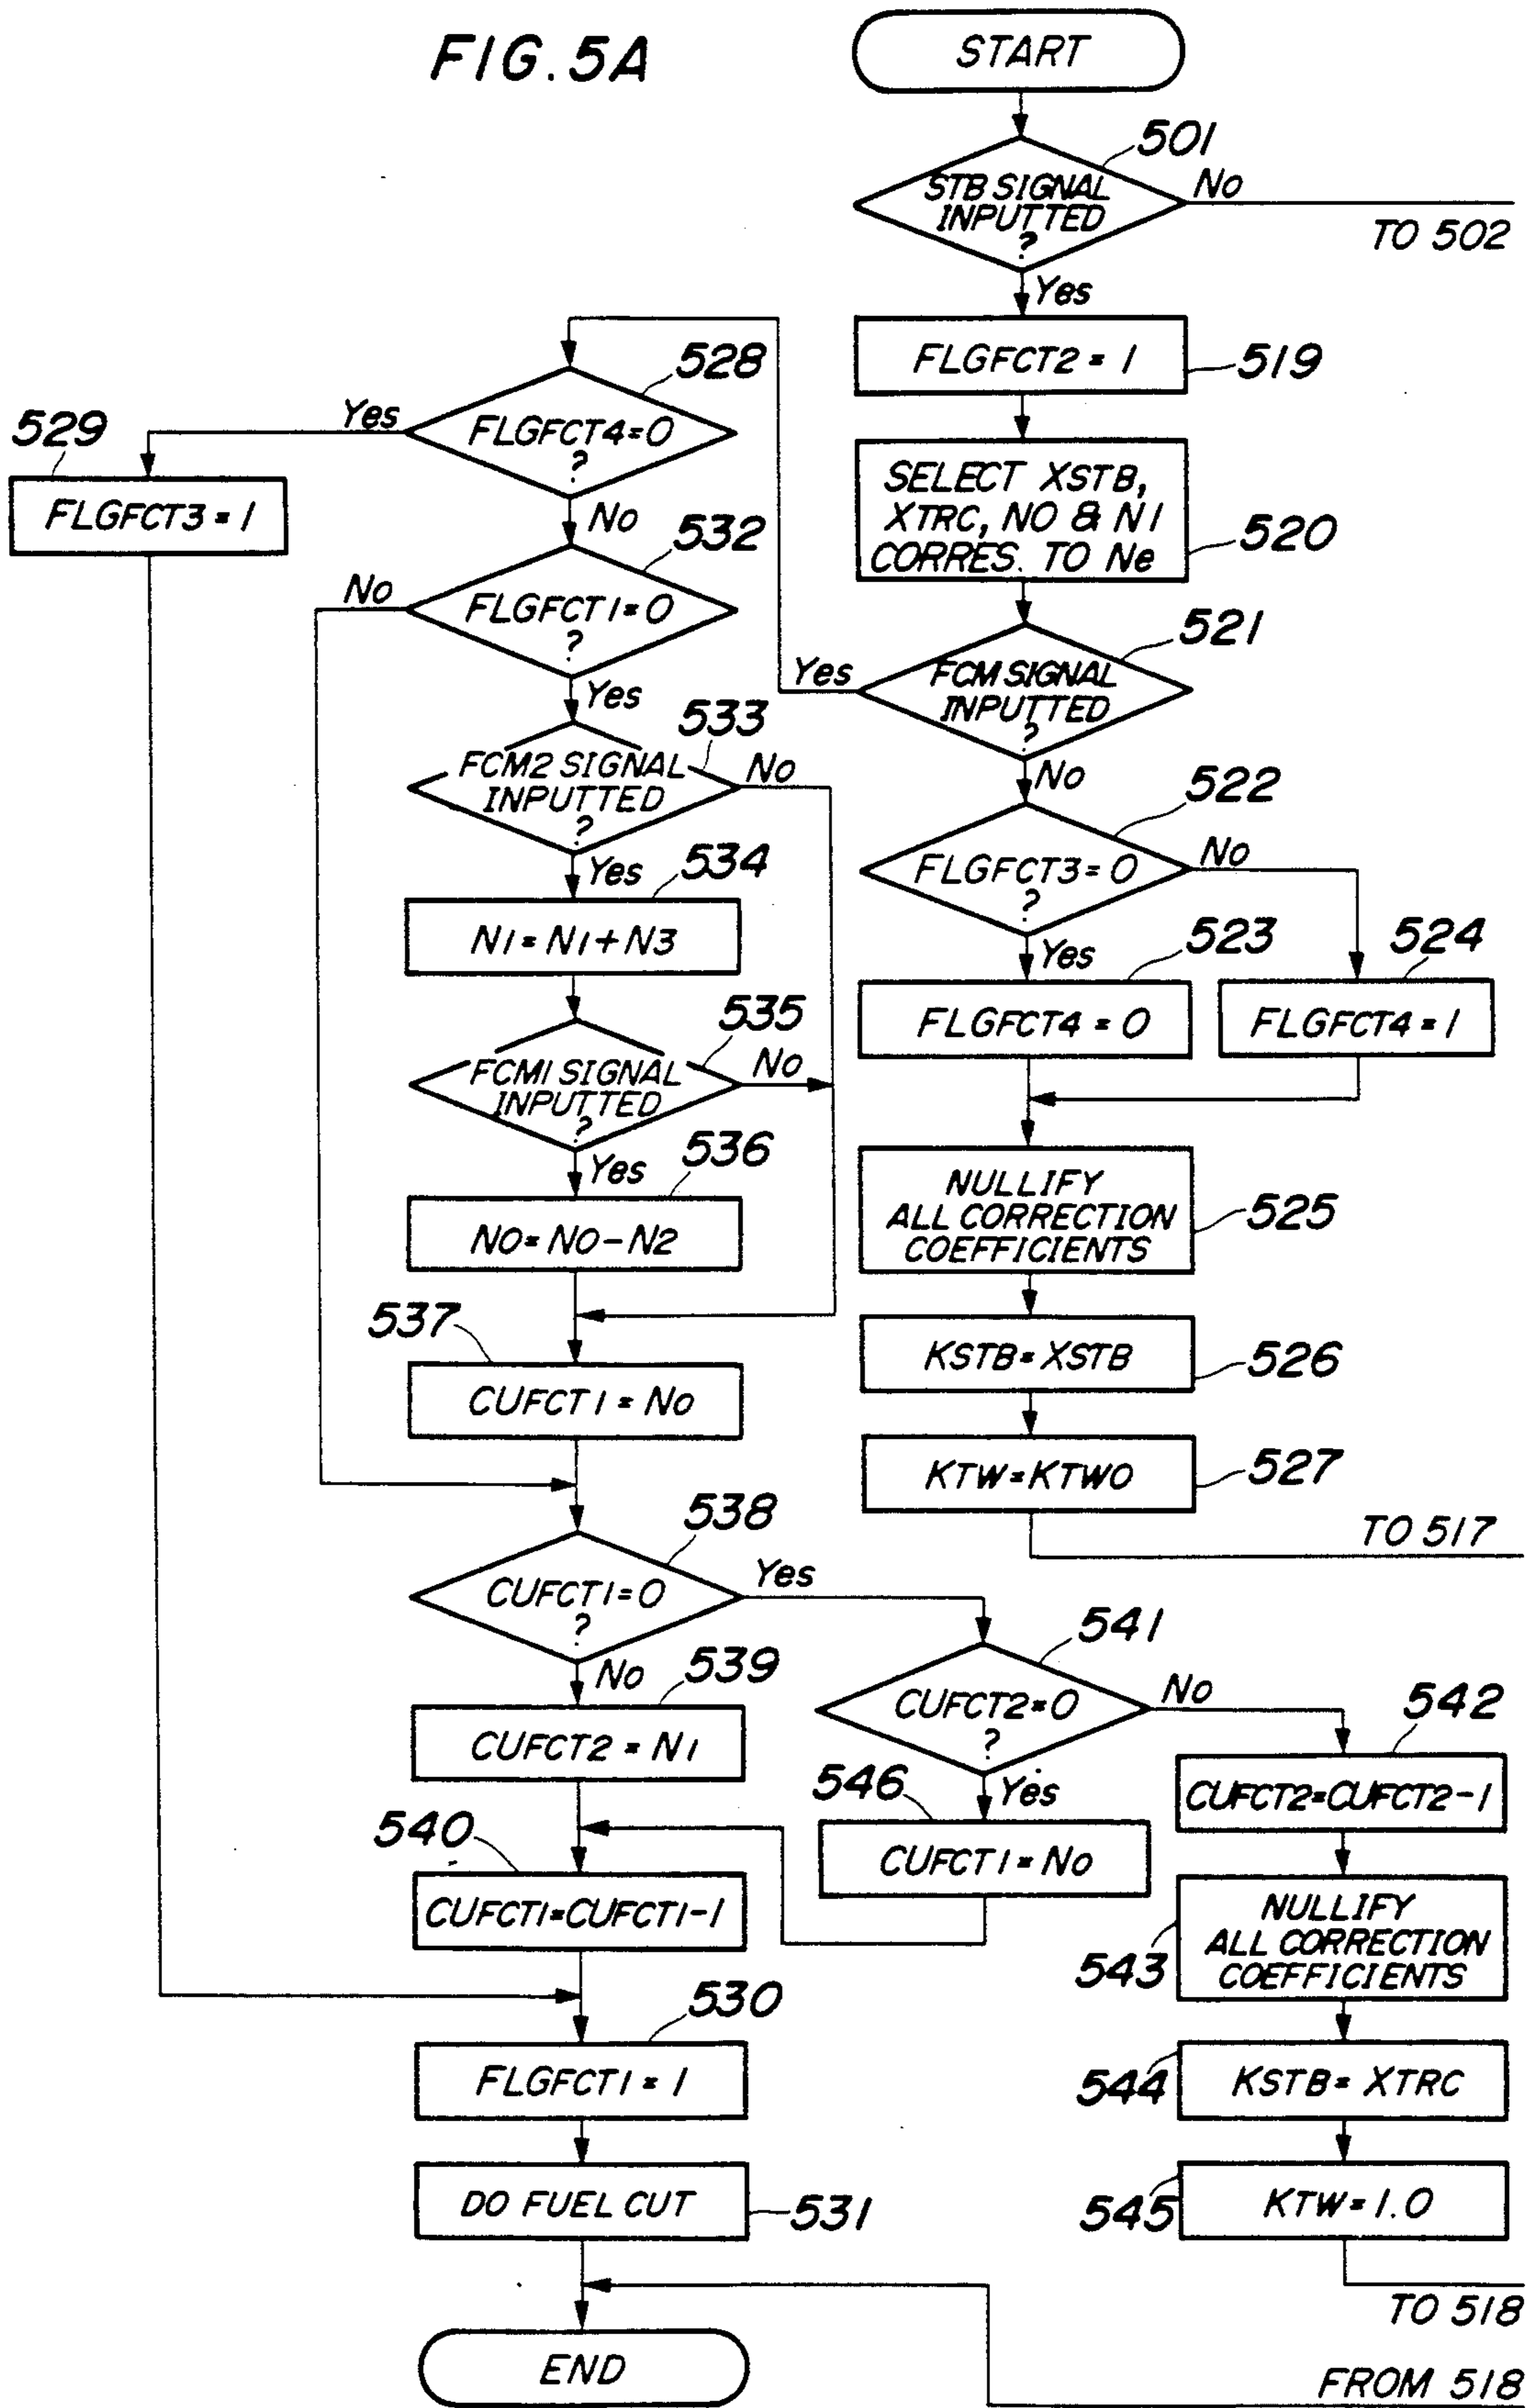 FIG. 5A
START
501
STB SIGNAL
INPUTTED
?
No
TO 502
Yes
FLGFCT2 = 1
519
SELECT XSTB,
XTRC, NO & N1
CORRES. TO Ne
520
521
FCM SIGNAL
INPUTTED
?
Yes
No
522
FLGFCT3 = 0
?
No
Yes
523
FLGFCT4 = 0
524
FLGFCT4 = 1
NULLIFY
ALL CORRECTION
COEFFICIENTS
525
KSTB = XSTB
526
KTW = KTWO
527
TO 517
528
FLGFCT4 = 0
?
Yes
529
FLGFCT3 = 1
No
532
FLGFCT1 = 0
?
No
Yes
533
FCM2 SIGNAL
INPUTTED
?
No
Yes
534
N1 = N1 + N3
535
FCM1 SIGNAL
INPUTTED
?
No
Yes
536
NO = NO - N2
537
CUFCT1 = No
538
CUFCT1 = 0
?
Yes
No
539
CUFCT2 = N1
540
CUFCT1 = CUFCT1 - 1
541
CUFCT2 = 0
?
No
Yes
546
CUFCT1 = No
542
CUFCT2 = CUFCT2 - 1
NULLIFY
ALL CORRECTION
COEFFICIENTS
543
544
KSTB = XTRC
545
KTW = 1.0
TO 518
530
FLGFCT1 = 1
DO FUEL CUT
531
END
FROM 518